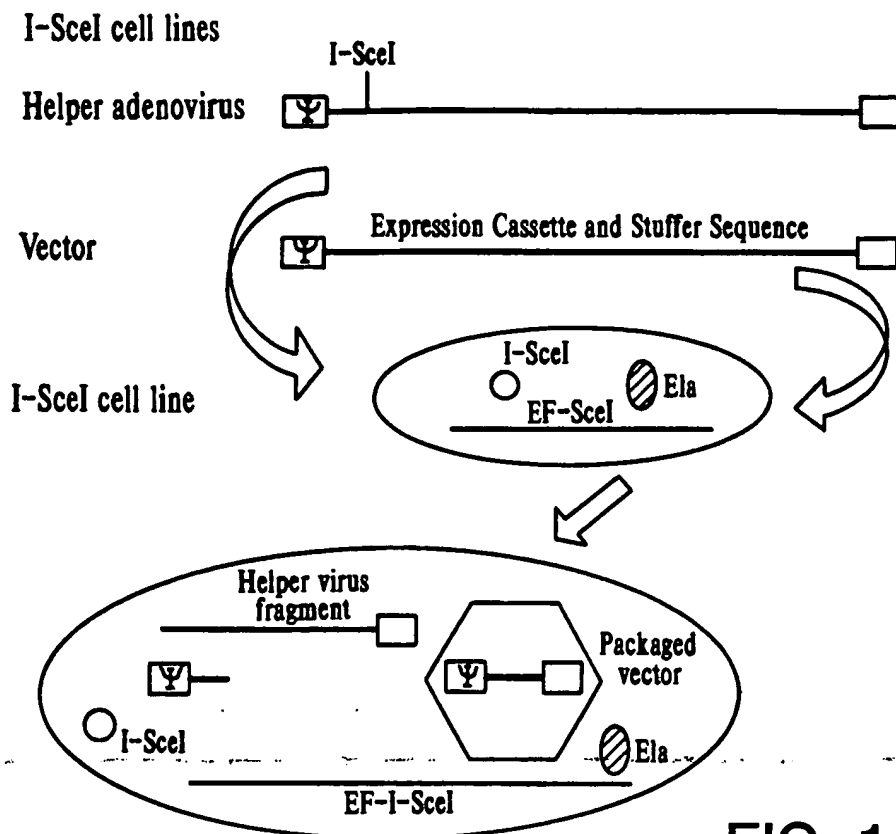 I-SceI cell lines
I-SceI
Helper adenovirus
Ψ
Vector
Expression Cassette and Stuffer Sequence
Ψ
I-SceI cell line
I-SceI
Ela
EF-SceI
Helper virus
fragment
Packaged
vector
Ψ
Ψ
I-SceI
Ela
EF-I-SceI
FIG. 1